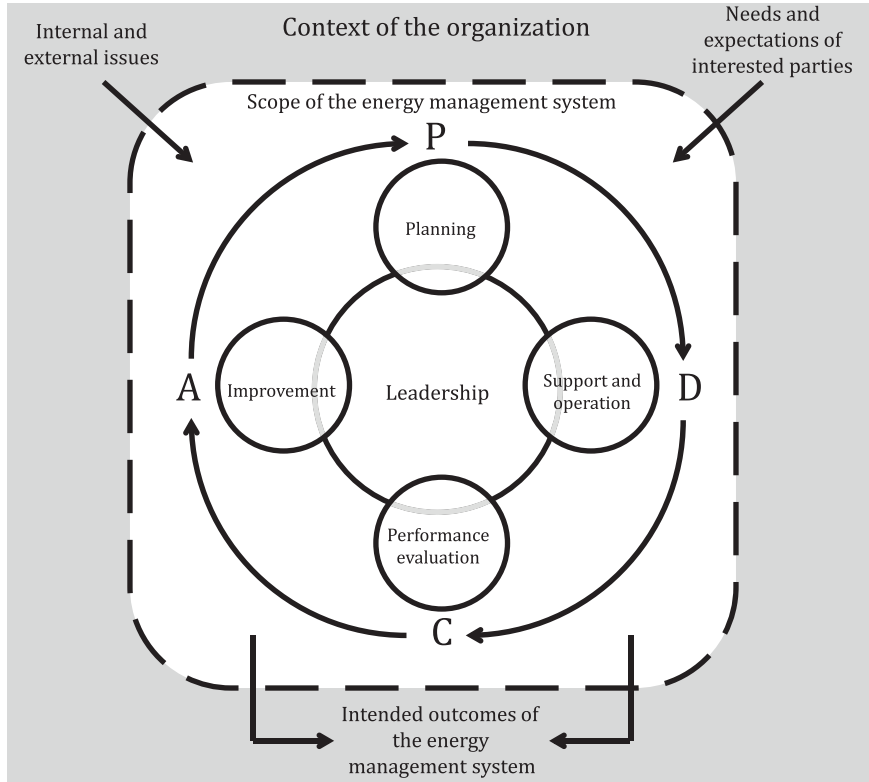 Context of the organization
Internal and
external issues
Needs and
expectations of
interested parties
Scope of the energy management system
P
Planning
A
Improvement
Leadership
Support and
operation
D
Performance
evaluation
C
Intended outcomes of
the energy
management system